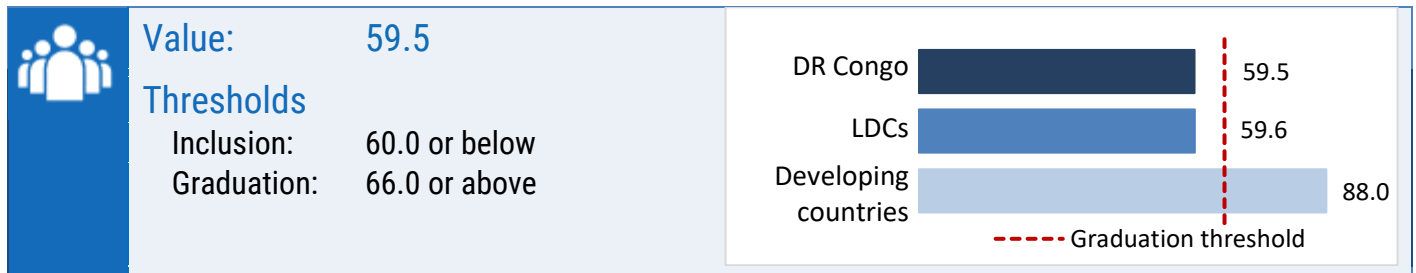 Value: 59.5
Thresholds
Inclusion: 60.0 or below
Graduation: 66.0 or above
DR Congo 59.5
LDCs 59.6
Developing
countries 88.0
Graduation threshold